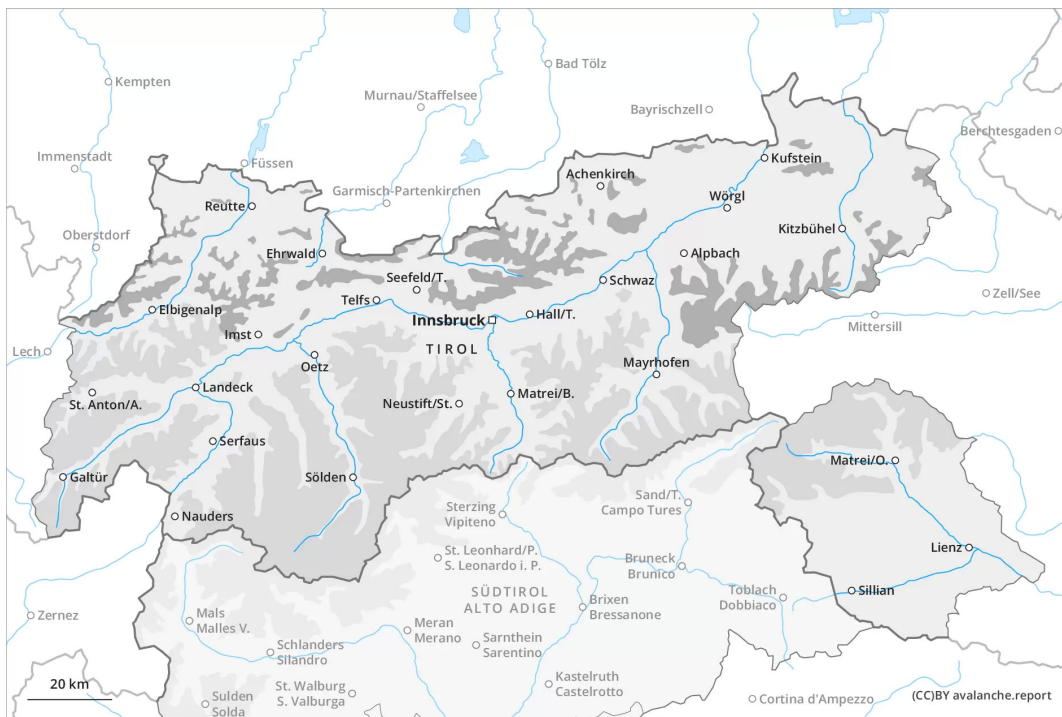 Kempten
Bad Tölz
Murnau/Staffelsee
Bayrischzell
Berchtesgaden
Immenstadt
Füssen
Kufstein
Achenkirch
Garmisch-Partenkirchen
Reutte
Wörgl
Kitzbühel
Oberstdorf
Ehrwald
Alpbach
Seefeld/T.
Schwaz
Zell/See
Telfs
Elbigenalp
Innsbruck
Hall/T.
Mittersill
Imst
TIROL
Lech
Oetz
Mayrhofen
Landeck
St. Anton/A.
Neustift/St.
Matrei/B.
Serfaus
Matrei/O.
Galtür
Sölden
Sand/T.
Campo Tures
Sterzing
Vipiteno
Nauders
Lienz
St. Leonhard/P.
S. Leonardo i. P.
Bruneck
Brunico
SÜDTIROL
ALTO ADIGE
Toblach
Dobbiaco
Sillian
Brixen
Bressanone
Zernez
Mals
Malles V.
Meran
Merano
Sarnthein
Sarentino
Schlanders
Silandro
Kastelruth
Castelrotto
20 km
St. Walburg
S. Valburga
Sulden
Solda
Cortina d'Ampezzo
(CC)BY avalanche.report